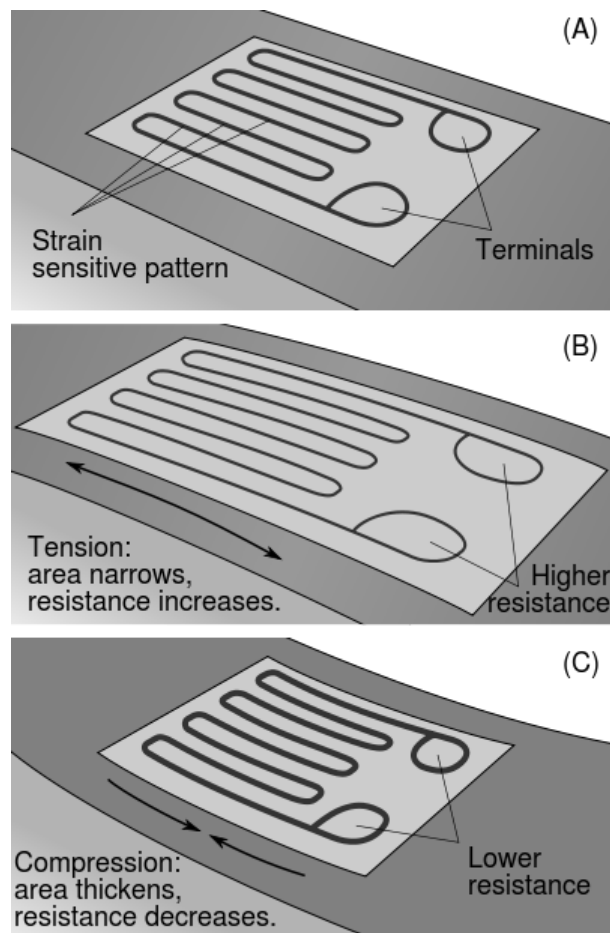 (A)
Strain
sensitive pattern
Terminals
(B)
Tension:
area narrows,
resistance increases.
Higher
resistance
(C)
Compression:
area thickens,
resistance decreases.
Lower
resistance